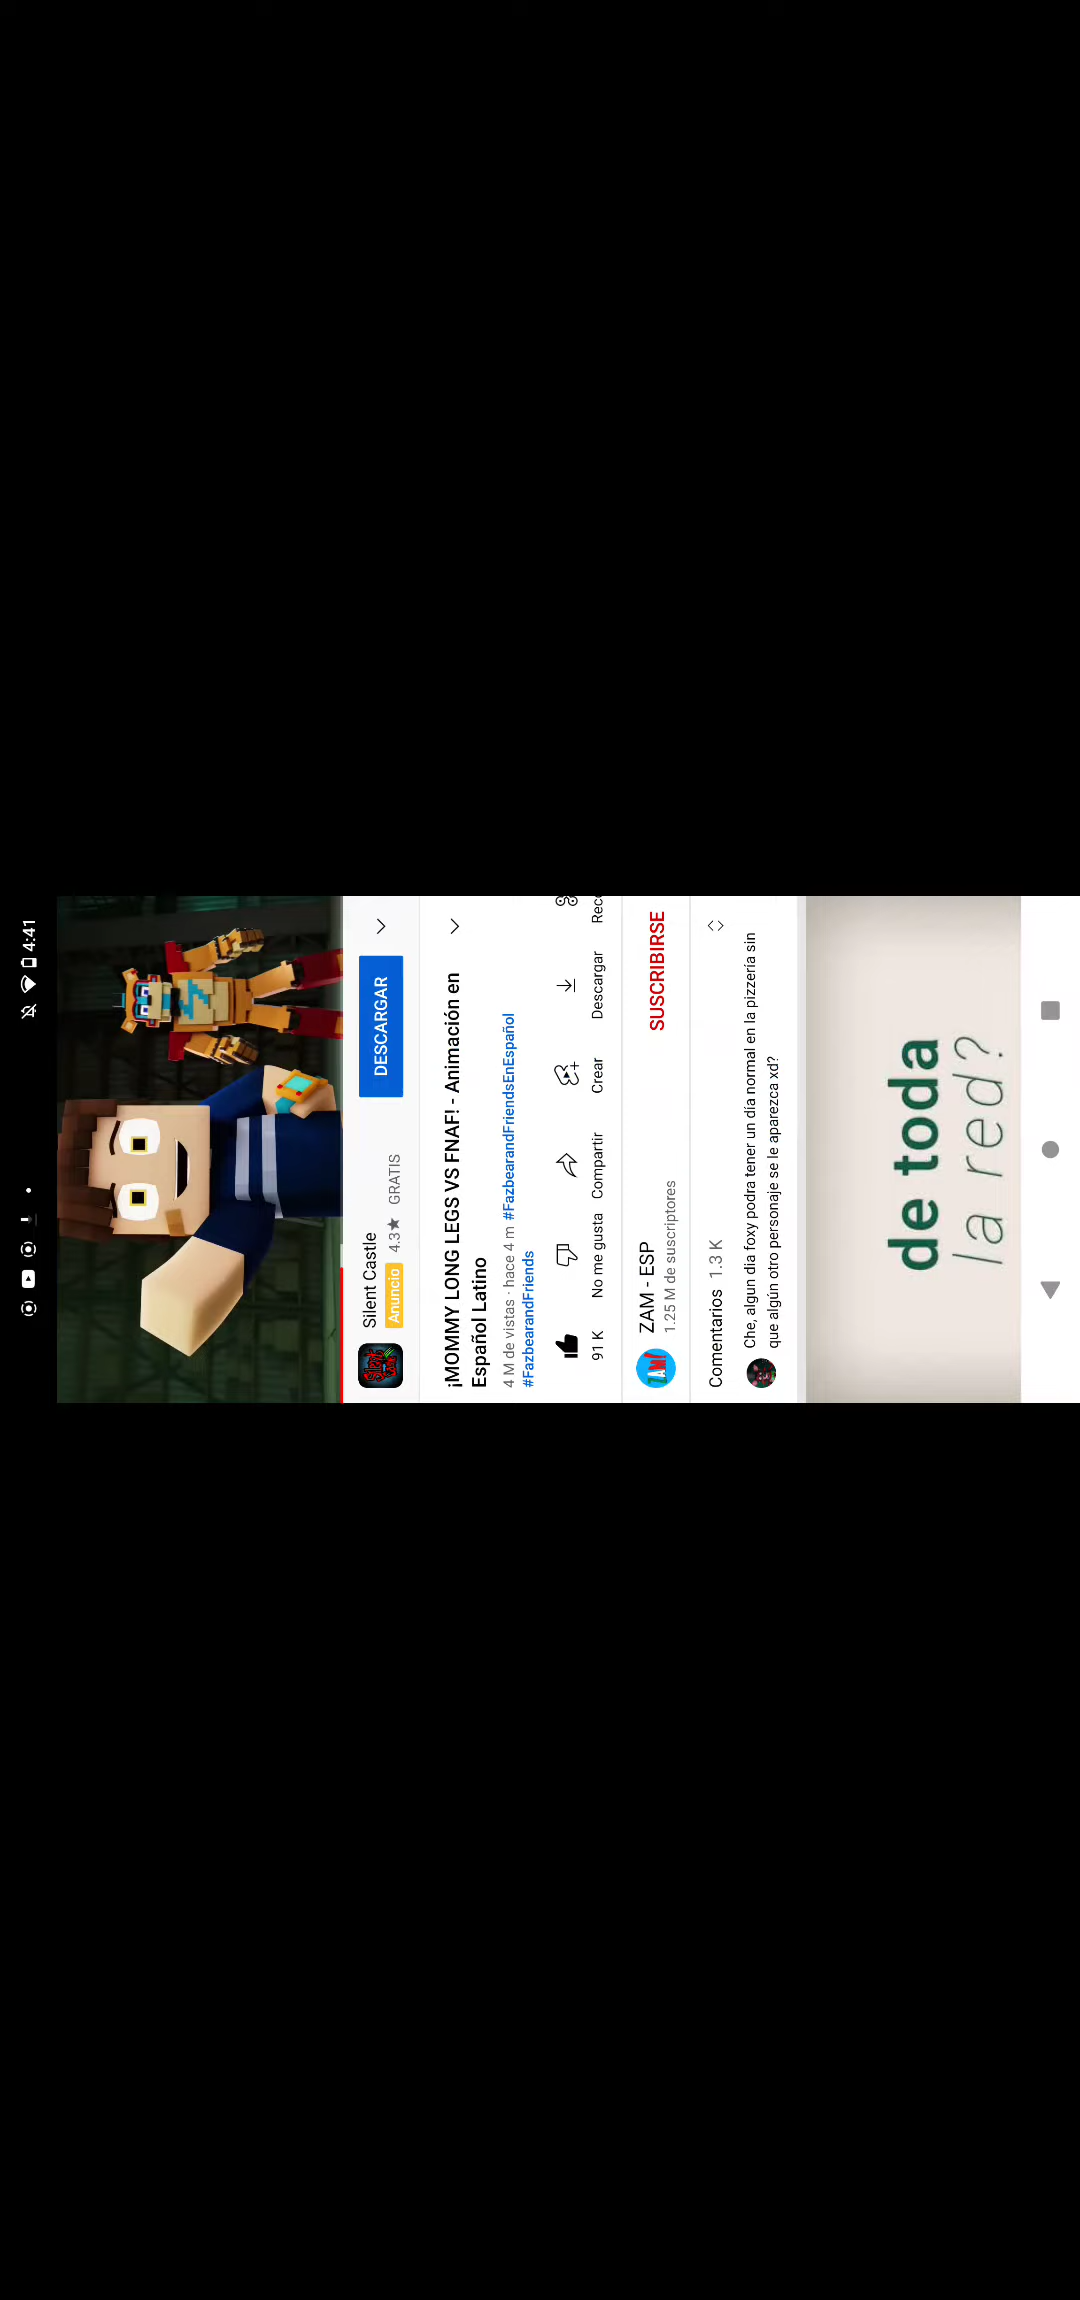 4:41
Silent Castle
Anuncio 4.3★ GRATIS
DESCARGAR
¡MOMMY LONG LEGS VS FNAF! - Animación en
Español Latino
4 M de vistas · hace 4 m #FazbearandFriendsEnEspañol
#FazbearandFriends
91 K
No me gusta
Compartir
Crear
Descargar
Rec
ZAM - ESP
1.25 M de suscriptores
SUSCRIBIRSE
Comentarios 1.3 K
Che, algun dia foxy podra tener un dia normal en la pizzería sin
que algún otro personaje se le aparezca xd?
de toda
la red?